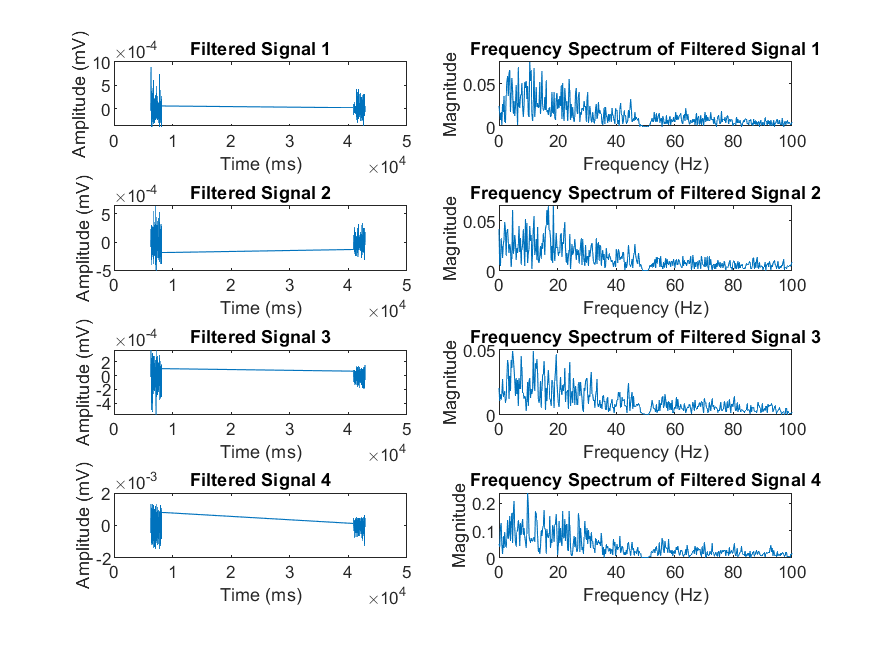 Filtered Signal 1
×10-4
Amplitude (mV)
10
5
0
0 1 2 3 4 5
Time (ms)
×104
Frequency Spectrum of Filtered Signal 1
Magnitude
0.05
0
0 20 40 60 80 100
Frequency (Hz)
Filtered Signal 2
×10-4
Amplitude (mV)
5
0
-5
0 1 2 3 4 5
Time (ms)
×104
Frequency Spectrum of Filtered Signal 2
Magnitude
0.05
0
0 20 40 60 80 100
Frequency (Hz)
Filtered Signal 3
×10-4
Amplitude (mV)
2
0
-2
-4
0 1 2 3 4 5
Time (ms)
×104
Frequency Spectrum of Filtered Signal 3
Magnitude
0.05
0
0 20 40 60 80 100
Frequency (Hz)
Filtered Signal 4
×10-3
Amplitude (mV)
2
0
-2
0 1 2 3 4 5
Time (ms)
×104
Frequency Spectrum of Filtered Signal 4
Magnitude
0.2
0.1
0
0 20 40 60 80 100
Frequency (Hz)